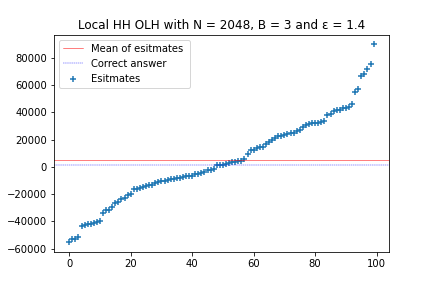 Local HH OLH with N = 2048, B = 3 and ε = 1.4
Mean of esitmates
Correct answer
Esitmates
80000
60000
40000
20000
0
−20000
−40000
−60000
0 20 40 60 80 100